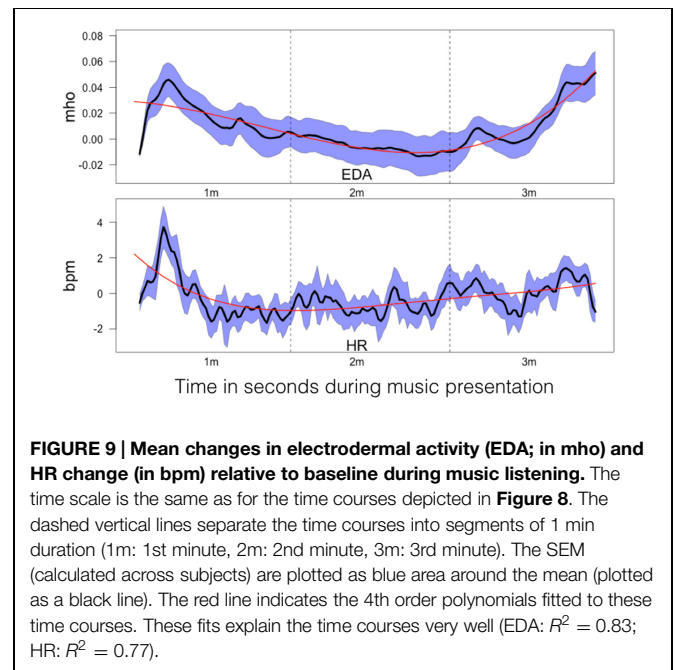 0.08
0.06
0.04
0.02
0.00
-0.02
mho
EDA
1m 2m 3m
4
2
0
-2
bpm
HR
1m 2m 3m
Time in seconds during music presentation
FIGURE 9 | Mean changes in electrodermal activity (EDA; in mho) and
HR change (in bpm) relative to baseline during music listening. The
time scale is the same as for the time courses depicted in Figure 8. The
dashed vertical lines separate the time courses into segments of 1 min
duration (1m: 1st minute, 2m: 2nd minute, 3m: 3rd minute). The SEM
(calculated across subjects) are plotted as blue area around the mean (plotted
as a black line). The red line indicates the 4th order polynomials fitted to these
time courses. These fits explain the time courses very well (EDA: R² = 0.83;
HR: R² = 0.77).